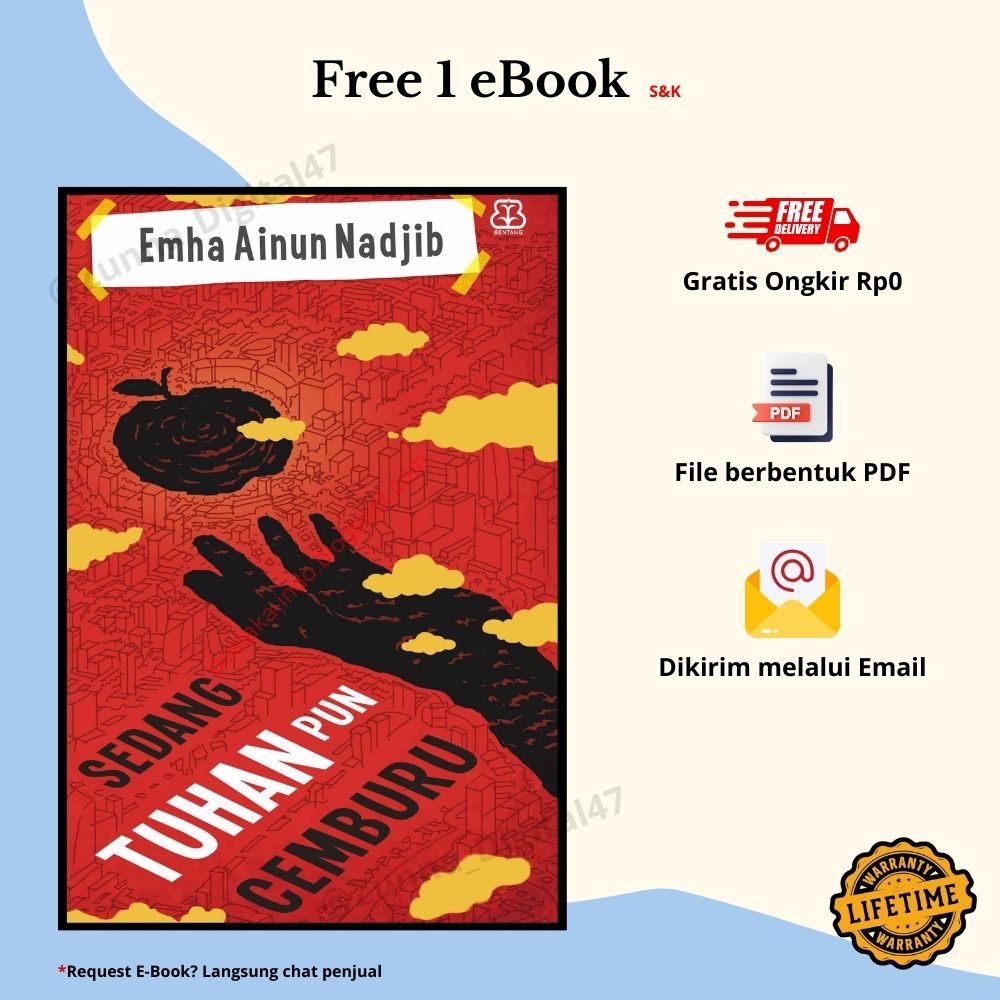 Free 1 eBook S&K
Emha Ainun Nadjib
BENTANG
SEDANG
TUHAN PUN
CEMBURU
FREE
DELIVERY
Gratis Ongkir Rp0
PDF
File berbentuk PDF
@
Dikirim melalui Email
WARRANTY
LIFETIME
WARRANTY
*Request E-Book? Langsung chat penjual